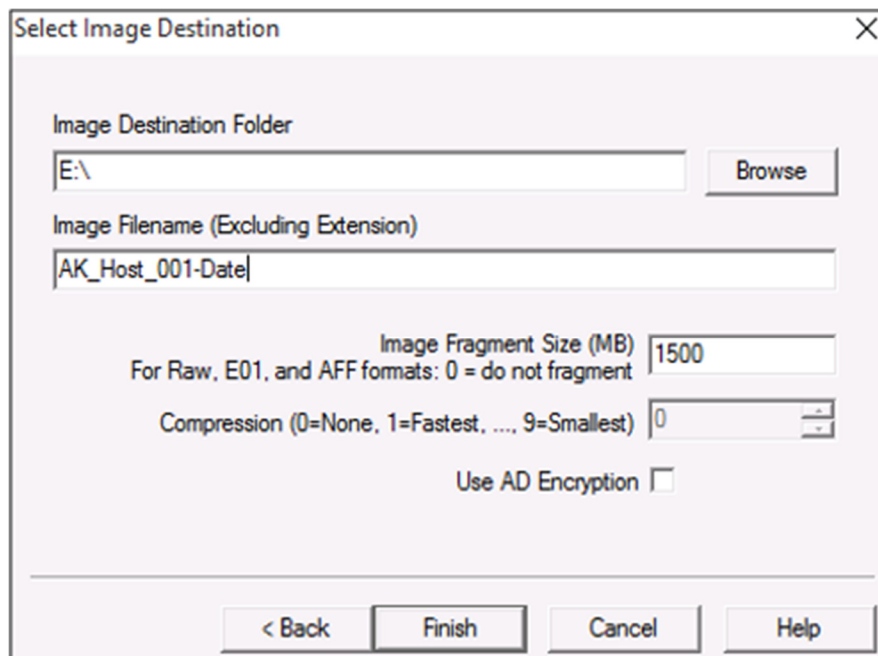 Select Image Destination
Image Destination Folder
E:\
Browse
Image Filename (Excluding Extension)
AK_Host_001-Date
Image Fragment Size (MB)
For Raw, E01, and AFF formats: 0 = do not fragment
1500
Compression (0=None, 1=Fastest, ..., 9=Smallest)
0
Use AD Encryption
< Back
Finish
Cancel
Help